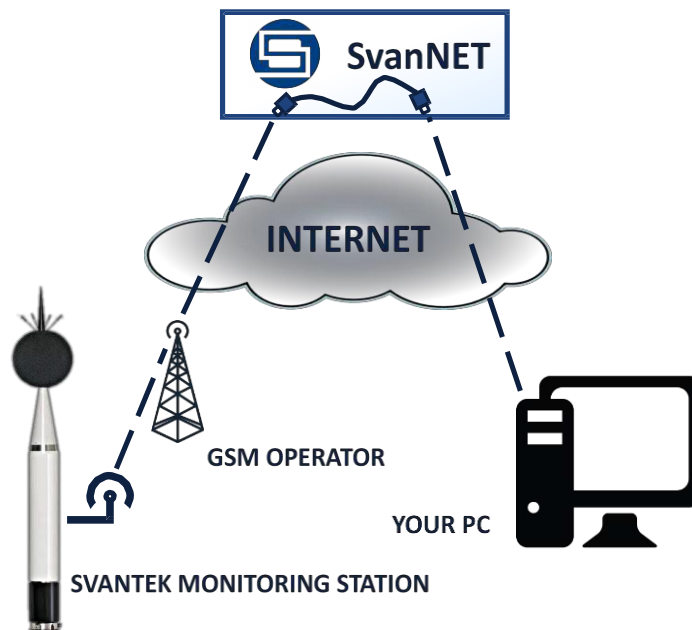 SvanNET
INTERNET
GSM OPERATOR
YOUR PC
SVANTEK MONITORING STATION